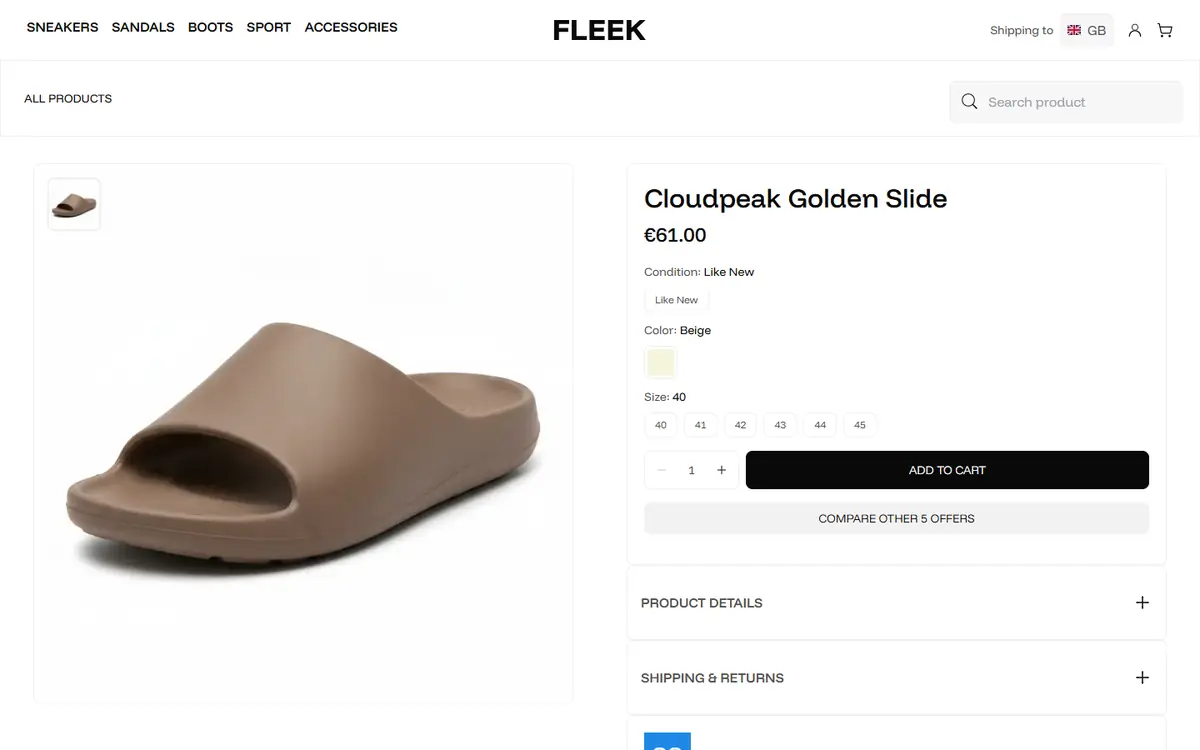 SNEAKERS SANDALS BOOTS SPORT ACCESSORIES FLEEK Shipping to GB
ALL PRODUCTS Search product
Cloudpeak Golden Slide
€61.00
Condition: Like New
Like New
Color: Beige
Size: 40
40 41 42 43 44 45
− 1 + ADD TO CART
COMPARE OTHER 5 OFFERS
PRODUCT DETAILS
SHIPPING & RETURNS